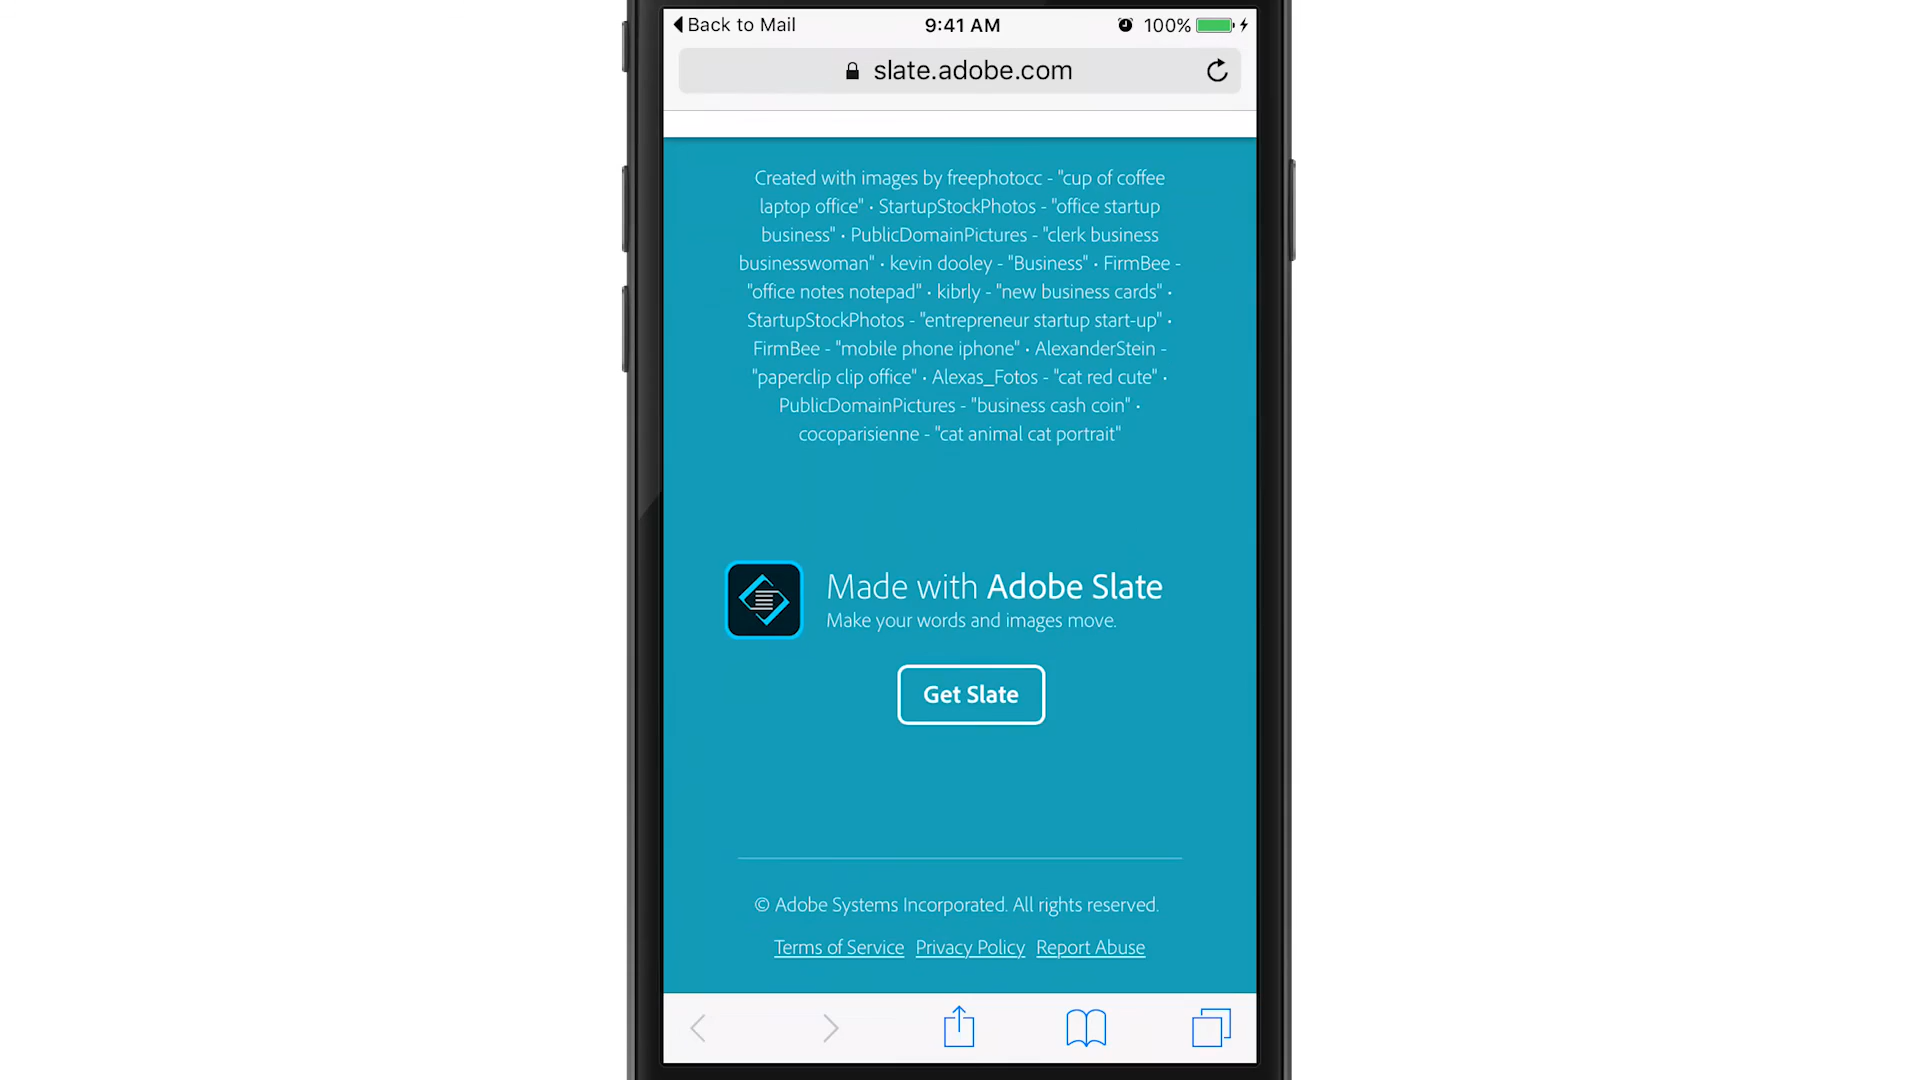 Back to Mail 9:41 AM 100%
slate.adobe.com
Created with images by freephotocc - "cup of coffee
laptop office" • StartupStockPhotos - "office startup
business" • PublicDomainPictures - "clerk business
businesswoman" • kevin dooley - "Business" • FirmBee -
"office notes notepad" • kibrly - "new business cards" •
StartupStockPhotos - "entrepreneur startup start-up" •
FirmBee - "mobile phone iphone" • AlexanderStein -
"paperclip clip office" • Alexas_Fotos - "cat red cute" •
PublicDomainPictures - "business cash coin" •
cocoparisienne - "cat animal cat portrait"
Made with Adobe Slate
Make your words and images move.
Get Slate
© Adobe Systems Incorporated. All rights reserved.
Terms of Service Privacy Policy Report Abuse